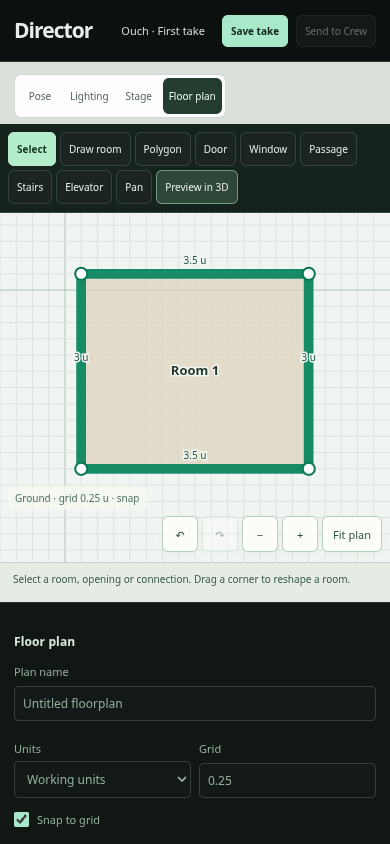 Director
Ouch · First take
Save take
Send to Crew
Pose
Lighting
Stage
Floor plan
Select
Draw room
Polygon
Door
Window
Passage
Stairs
Elevator
Pan
Preview in 3D
3.5 u
3 u
3 u
Room 1
3.5 u
Ground · grid 0.25 u · snap
↶
↷
−
+
Fit plan
Select a room, opening or connection. Drag a corner to reshape a room.
Floor plan
Plan name
Untitled floorplan
Units
Grid
Working units
0.25
Snap to grid